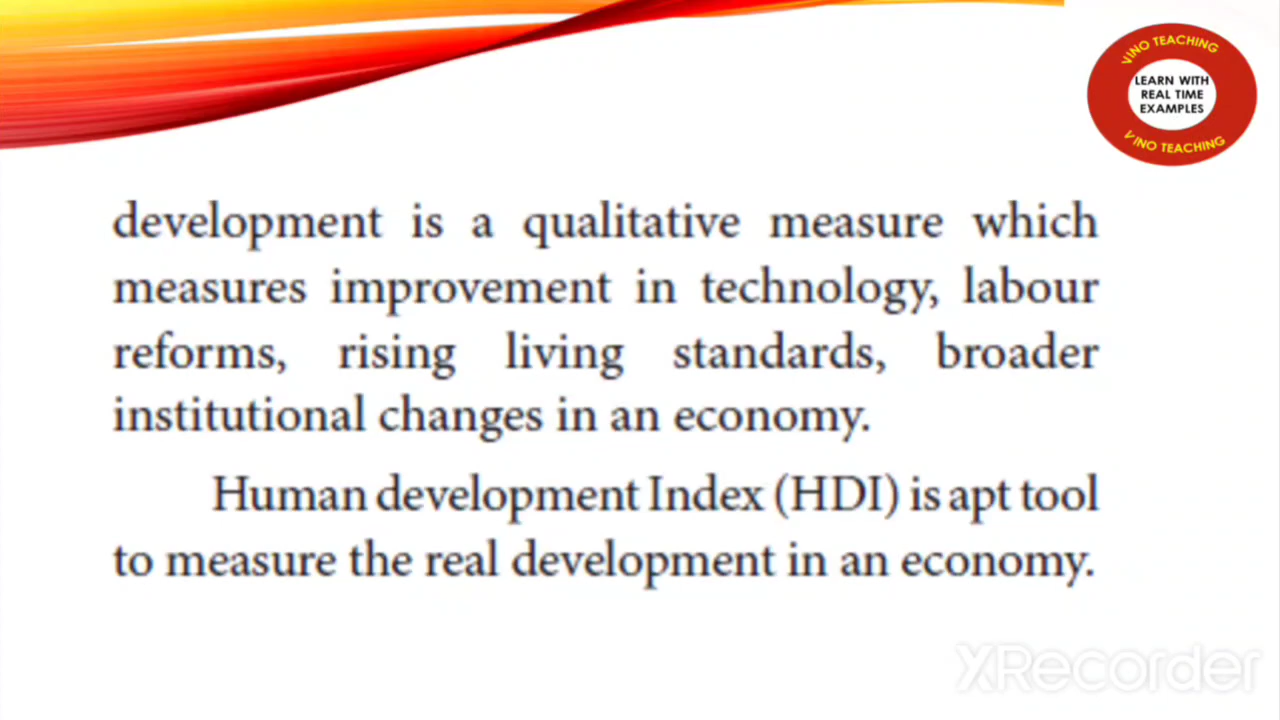 VINO TEACHING
LEARN WITH
REAL TIME
EXAMPLES
VINO TEACHING
development is a qualitative measure which
measures improvement in technology, labour
reforms, rising living standards, broader
institutional changes in an economy.
Human development Index (HDI) is apt tool
to measure the real development in an economy.
XRecorder